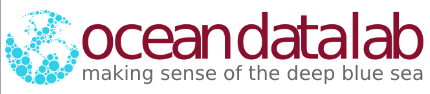 oceandatalab
making sense of the deep blue sea